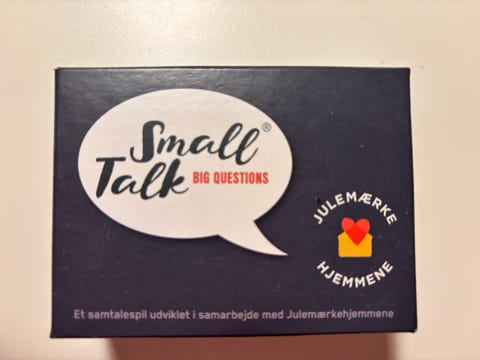 Small®
Talk BIG QUESTIONS
JULEMÆRKE
HJEMMENE
Et samtalespil udviklet i samarbejde med Julemærkehjemmene